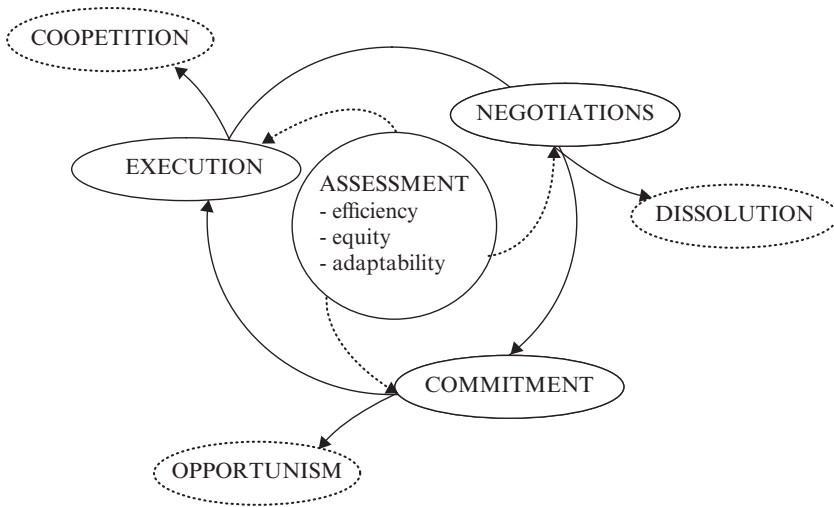 COOPETITION
NEGOTIATIONS
EXECUTION
ASSESSMENT
- efficiency
- equity
- adaptability
DISSOLUTION
COMMITMENT
OPPORTUNISM